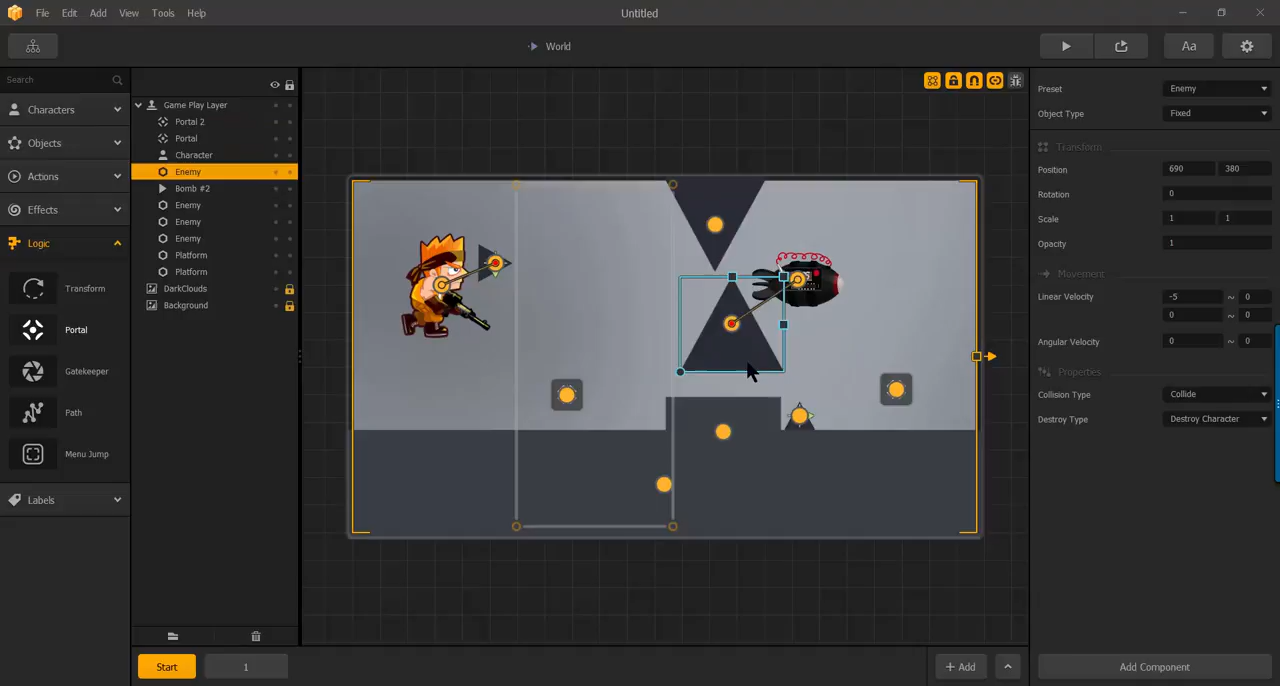 File Edit Add View Tools Help
Untitled
World
Aa
Search
Characters
Objects
Actions
Effects
Logic
Transform
Portal
Gatekeeper
Path
Menu Jump
Labels
Game Play Layer
Portal 2
Portal
Character
Enemy
Bomb #2
Enemy
Enemy
Enemy
Platform
Platform
DarkClouds
Background
Start
1
+ Add
Preset Enemy
Object Type Fixed
Transform
Position 690 380
Rotation 0
Scale 1 1
Opacity 1
Movement
Linear Velocity -5 ~ 0
0 ~ 0
Angular Velocity 0 ~ 0
Properties
Collision Type Collide
Destroy Type Destroy Character
Add Component